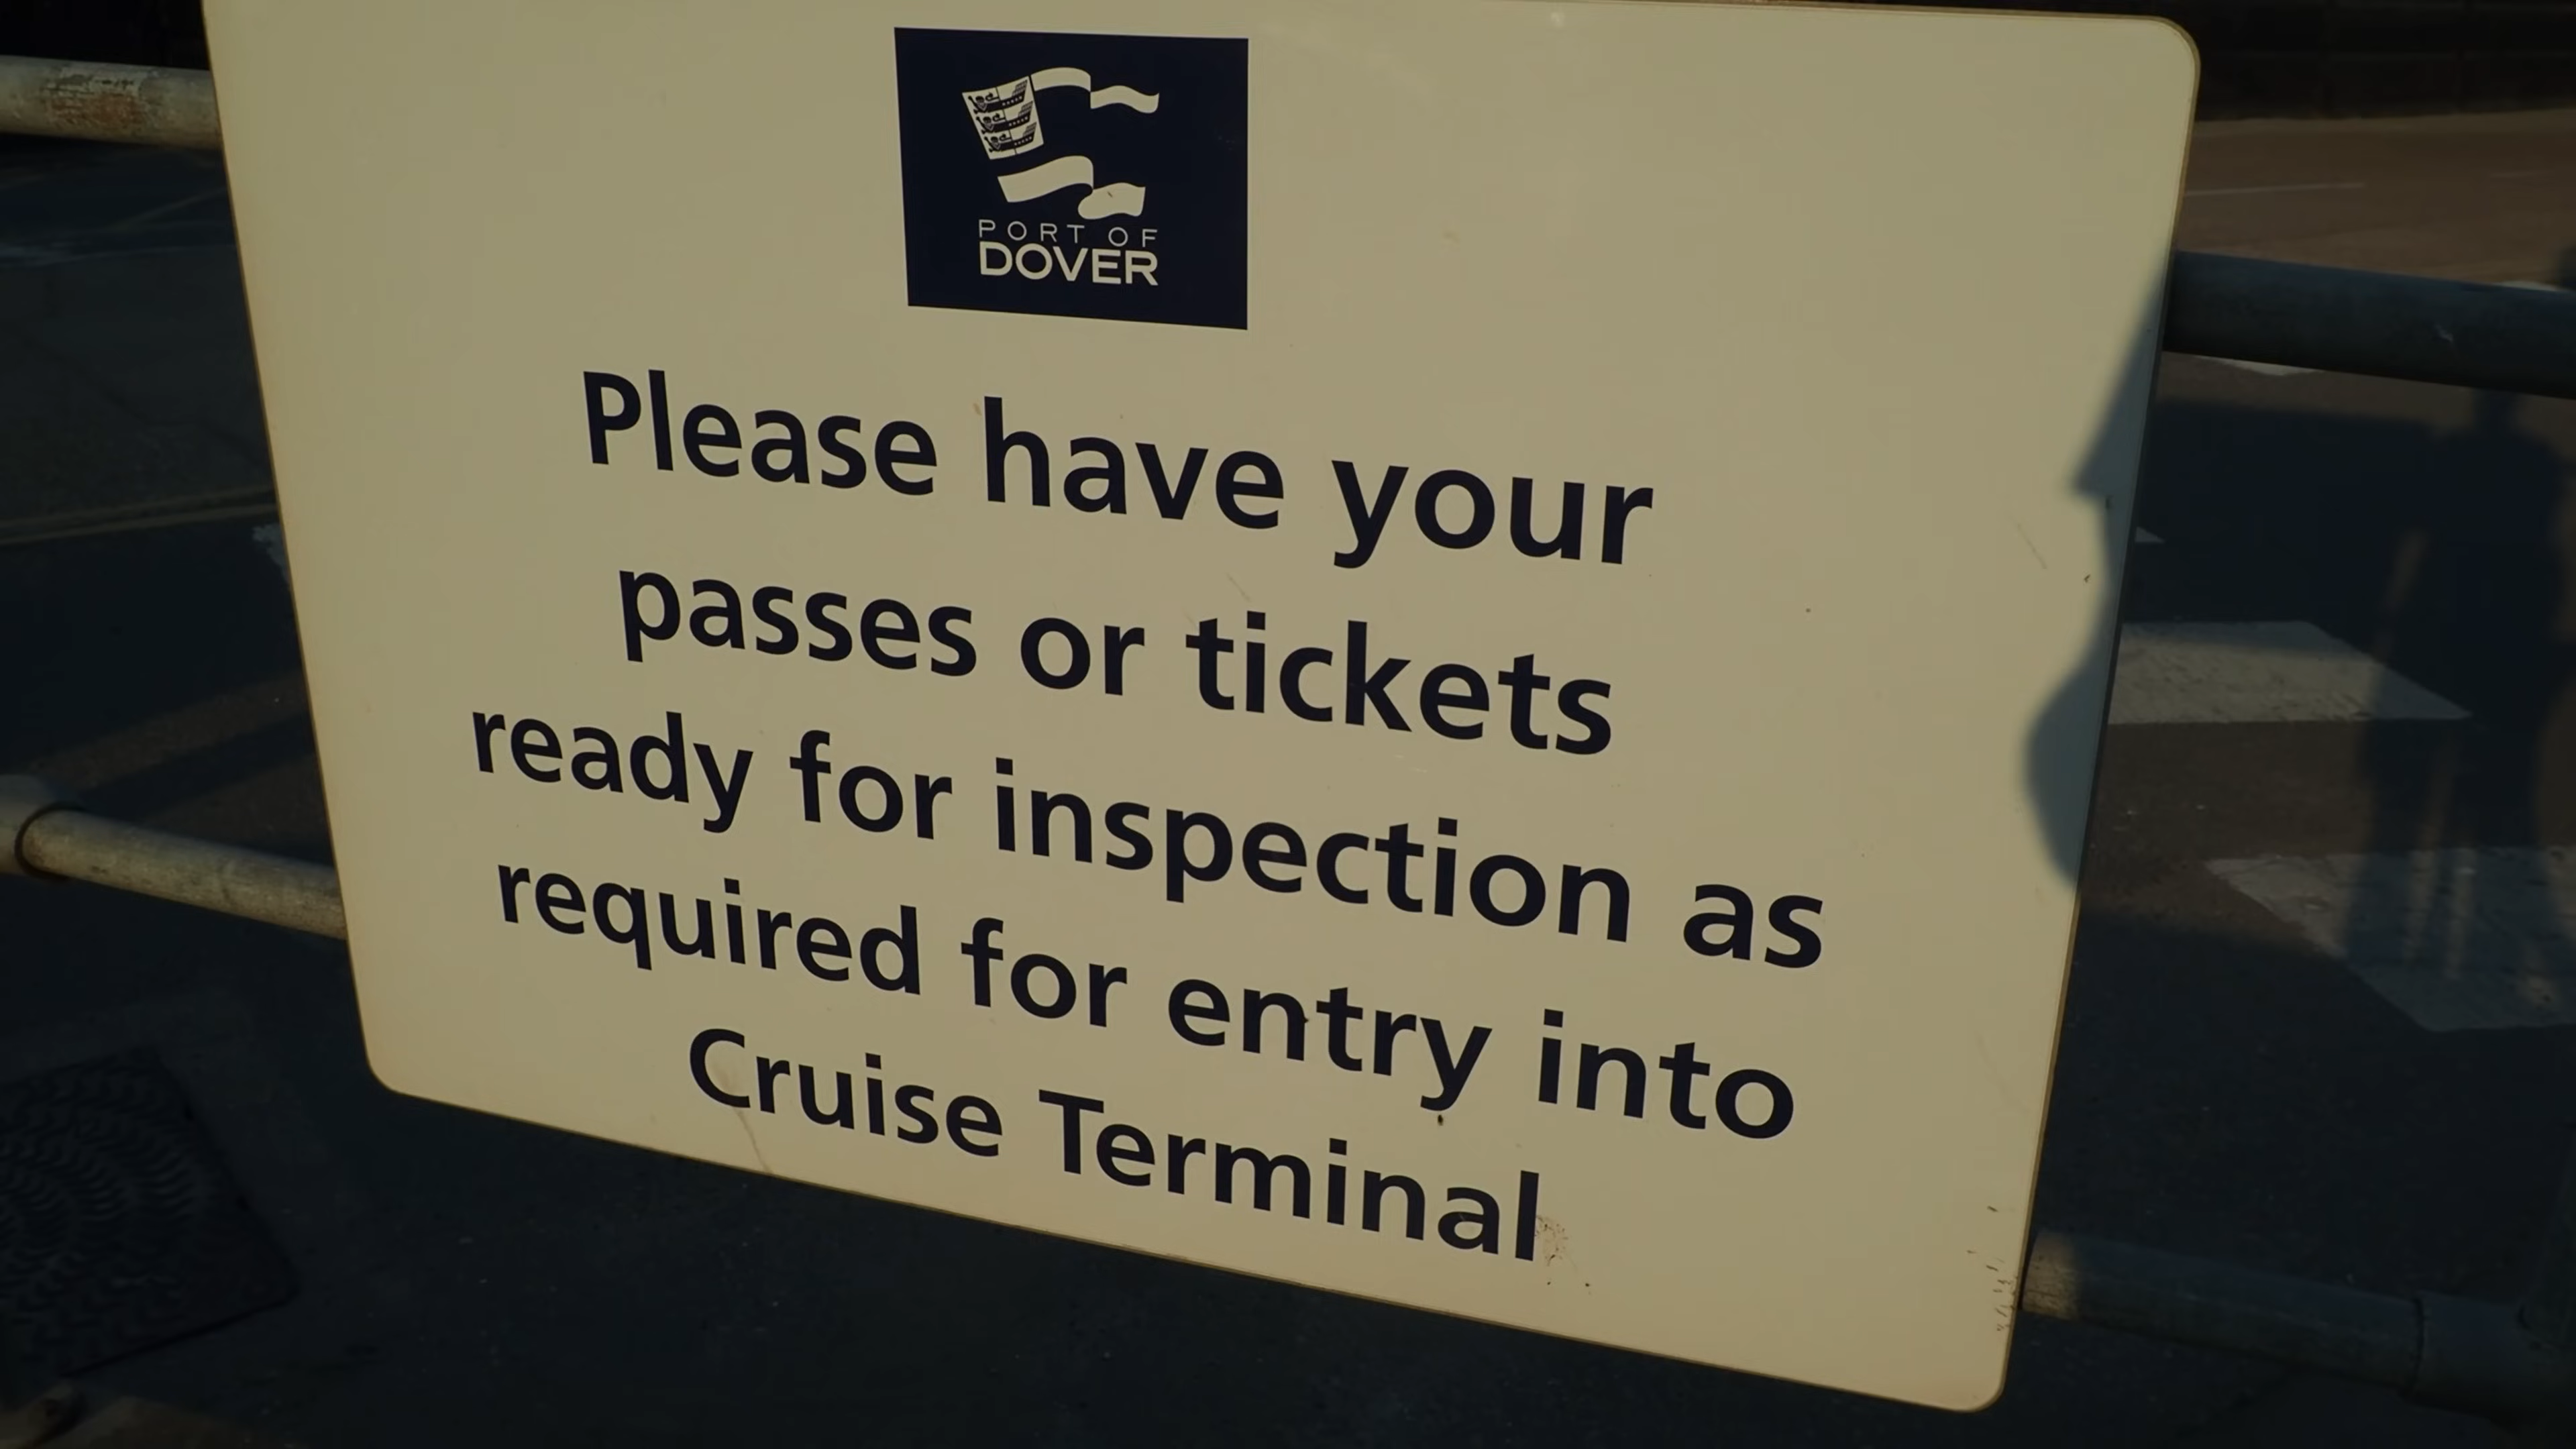 PORT OF
DOVER
Please have your
passes or tickets
ready for inspection as
required for entry into
Cruise Terminal